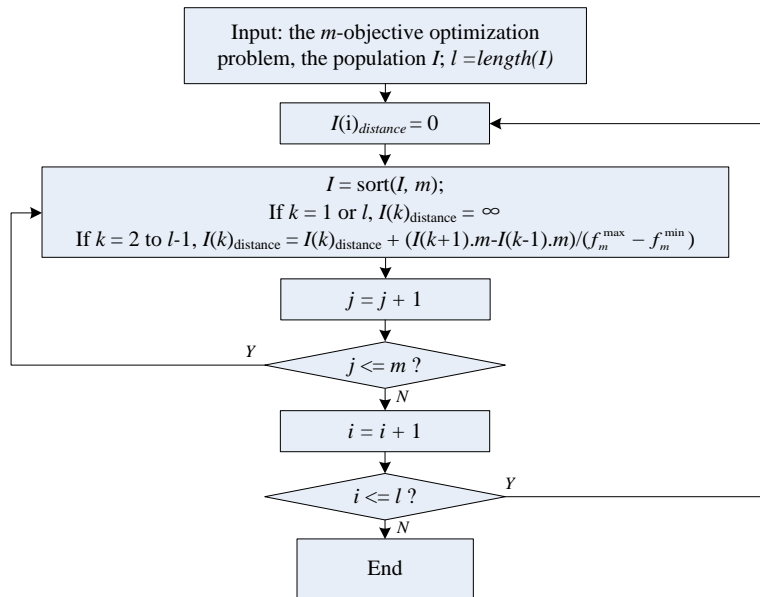 Input: the m-objective optimization
problem, the population I; l =length(I)
I(i)distance = 0
I = sort(I, m);
If k = 1 or l, I(k)distance = ∞
If k = 2 to l-1, I(k)distance = I(k)distance + (I(k+1).m-I(k-1).m)/(f_m^max − f_m^min)
j = j + 1
Y
j <= m ?
N
i = i + 1
i <= l ?
Y
N
End